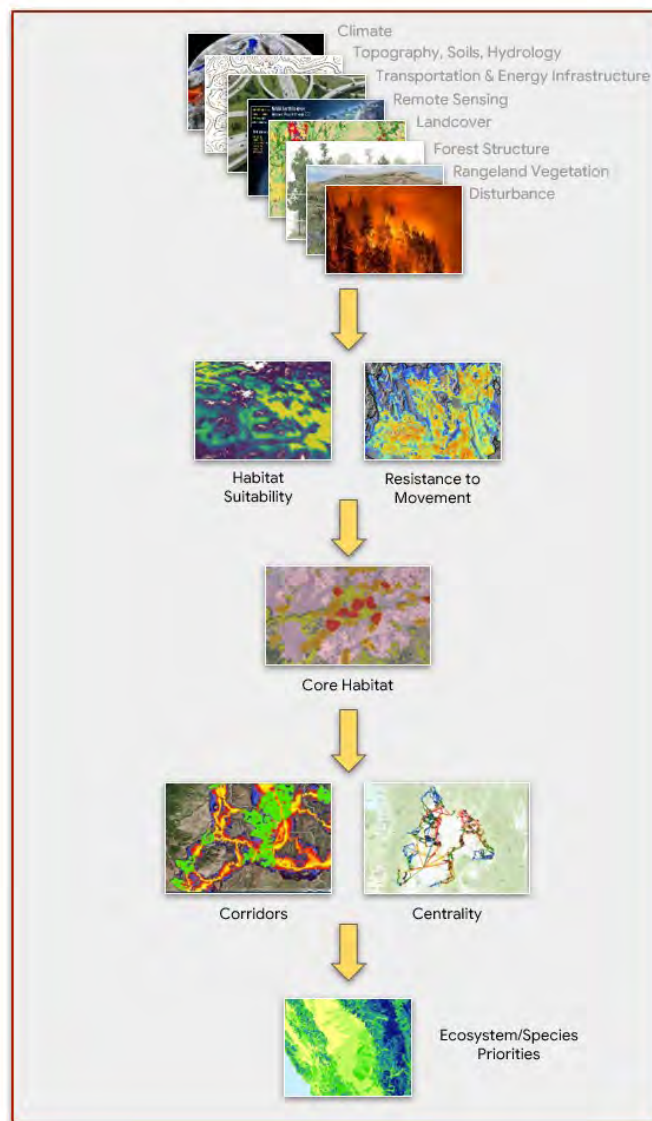 Climate
Topography, Soils, Hydrology
Transportation & Energy Infrastructure
Remote Sensing
Landcover
Forest Structure
Rangeland Vegetation
Disturbance
Habitat
Suitability
Resistance to
Movement
Core Habitat
Corridors
Centrality
Ecosystem/Species
Priorities